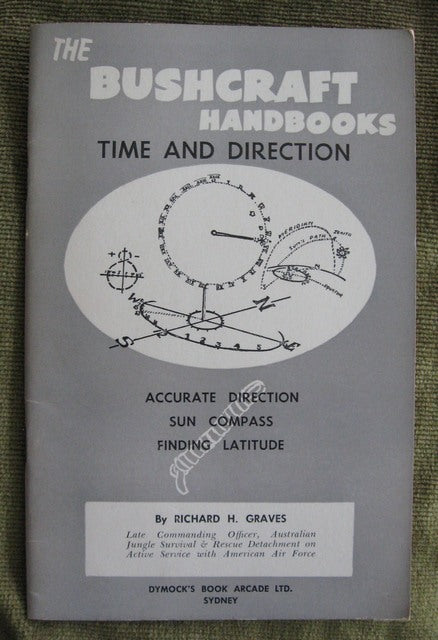 THE
BUSHCRAFT
HANDBOOKS
TIME AND DIRECTION
MERIDIAN
ZENITH
SUN'S PATH
N
W
S
E
ACCURATE DIRECTION
SUN COMPASS
FINDING LATITUDE
By RICHARD H. GRAVES
Late Commanding Officer, Australian
Jungle Survival & Rescue Detachment on
Active Service with American Air Force
DYMOCK'S BOOK ARCADE LTD.
SYDNEY